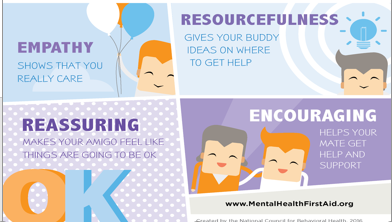 EMPATHY
SHOWS THAT YOU
REALLY CARE
RESOURCEFULNESS
GIVES YOUR BUDDY
IDEAS ON WHERE
TO GET HELP
REASSURING
MAKES YOUR AMIGO FEEL LIKE
THINGS ARE GOING TO BE OK
OK
ENCOURAGING
HELPS YOUR
MATE GET
HELP AND
SUPPORT
www.MentalHealthFirstAid.org
Created by the National Council for Behavioral Health, 2016